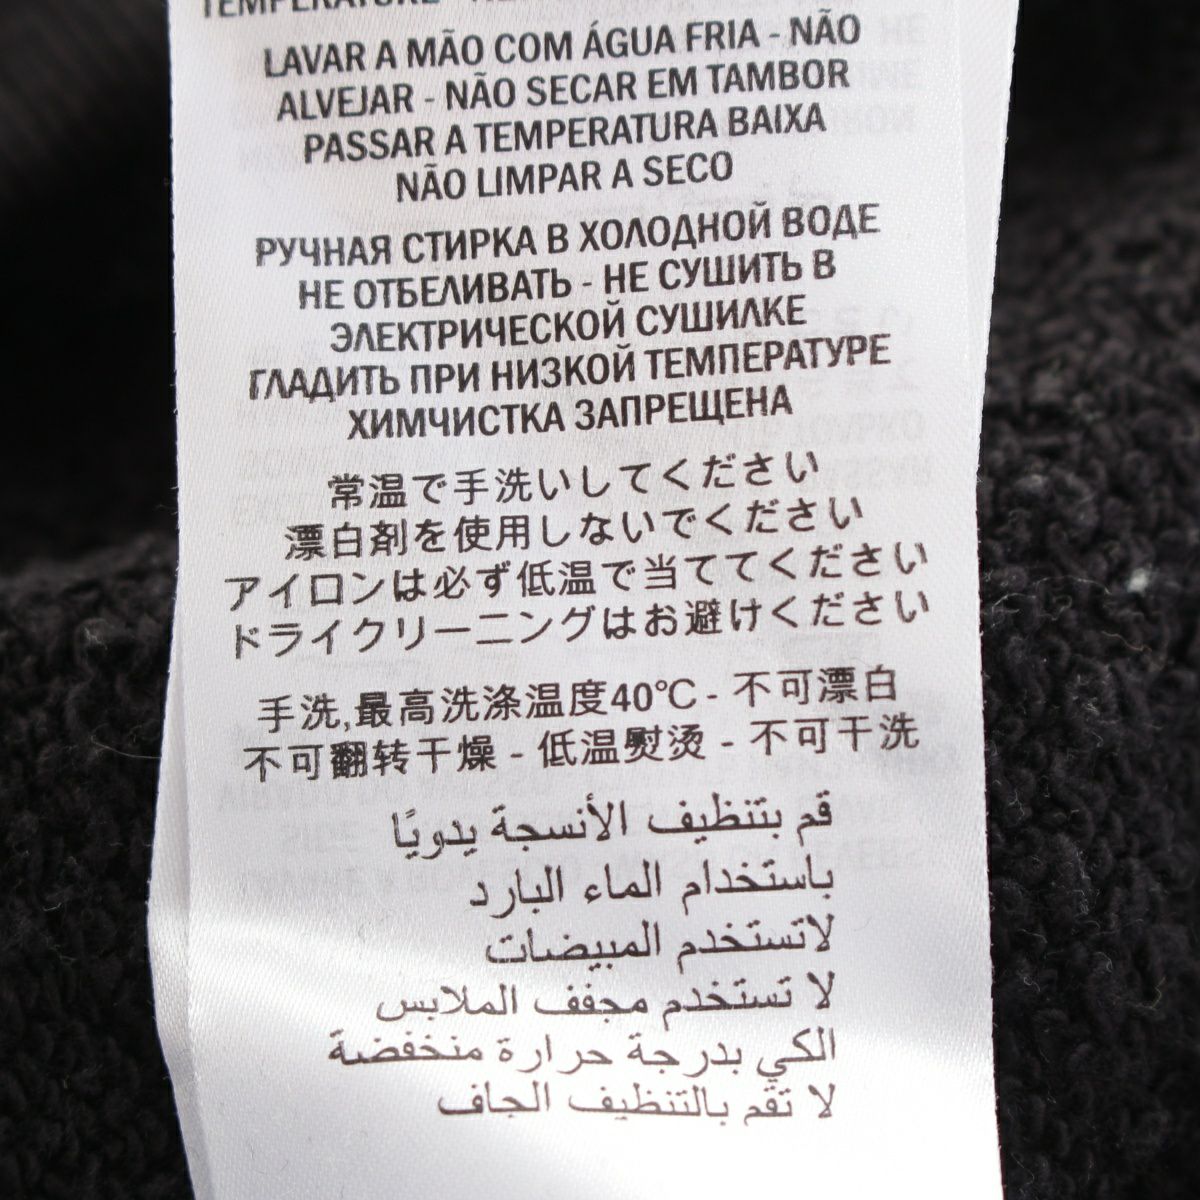 TEMPERATURE -
LAVAR A MÃO COM ÁGUA FRIA - NÃO
ALVEJAR - NÃO SECAR EM TAMBOR
PASSAR A TEMPERATURA BAIXA
NÃO LIMPAR A SECO
РУЧНАЯ СТИРКА В ХОЛОДНОЙ ВОДЕ
НЕ ОТБЕЛИВАТЬ - НЕ СУШИТЬ В
ЭЛЕКТРИЧЕСКОЙ СУШИЛКЕ
ГЛАДИТЬ ПРИ НИЗКОЙ ТЕМПЕРАТУРЕ
ХИМЧИСТКА ЗАПРЕЩЕНА
常温で手洗いしてください
漂白剤を使用しないでください
アイロンは必ず低温で当ててください
ドライクリーニングはお避けください
手洗,最高洗涤温度40℃ - 不可漂白
不可翻转干燥 - 低温熨烫 - 不可干洗
قم بتنظيف الأنسجة يدويًا
باستخدام الماء البارد
لاتستخدم المبيضات
لا تستخدم مجفف الملابس
الكي بدرجة حرارة منخفضة
لا تقم بالتنظيف الجاف